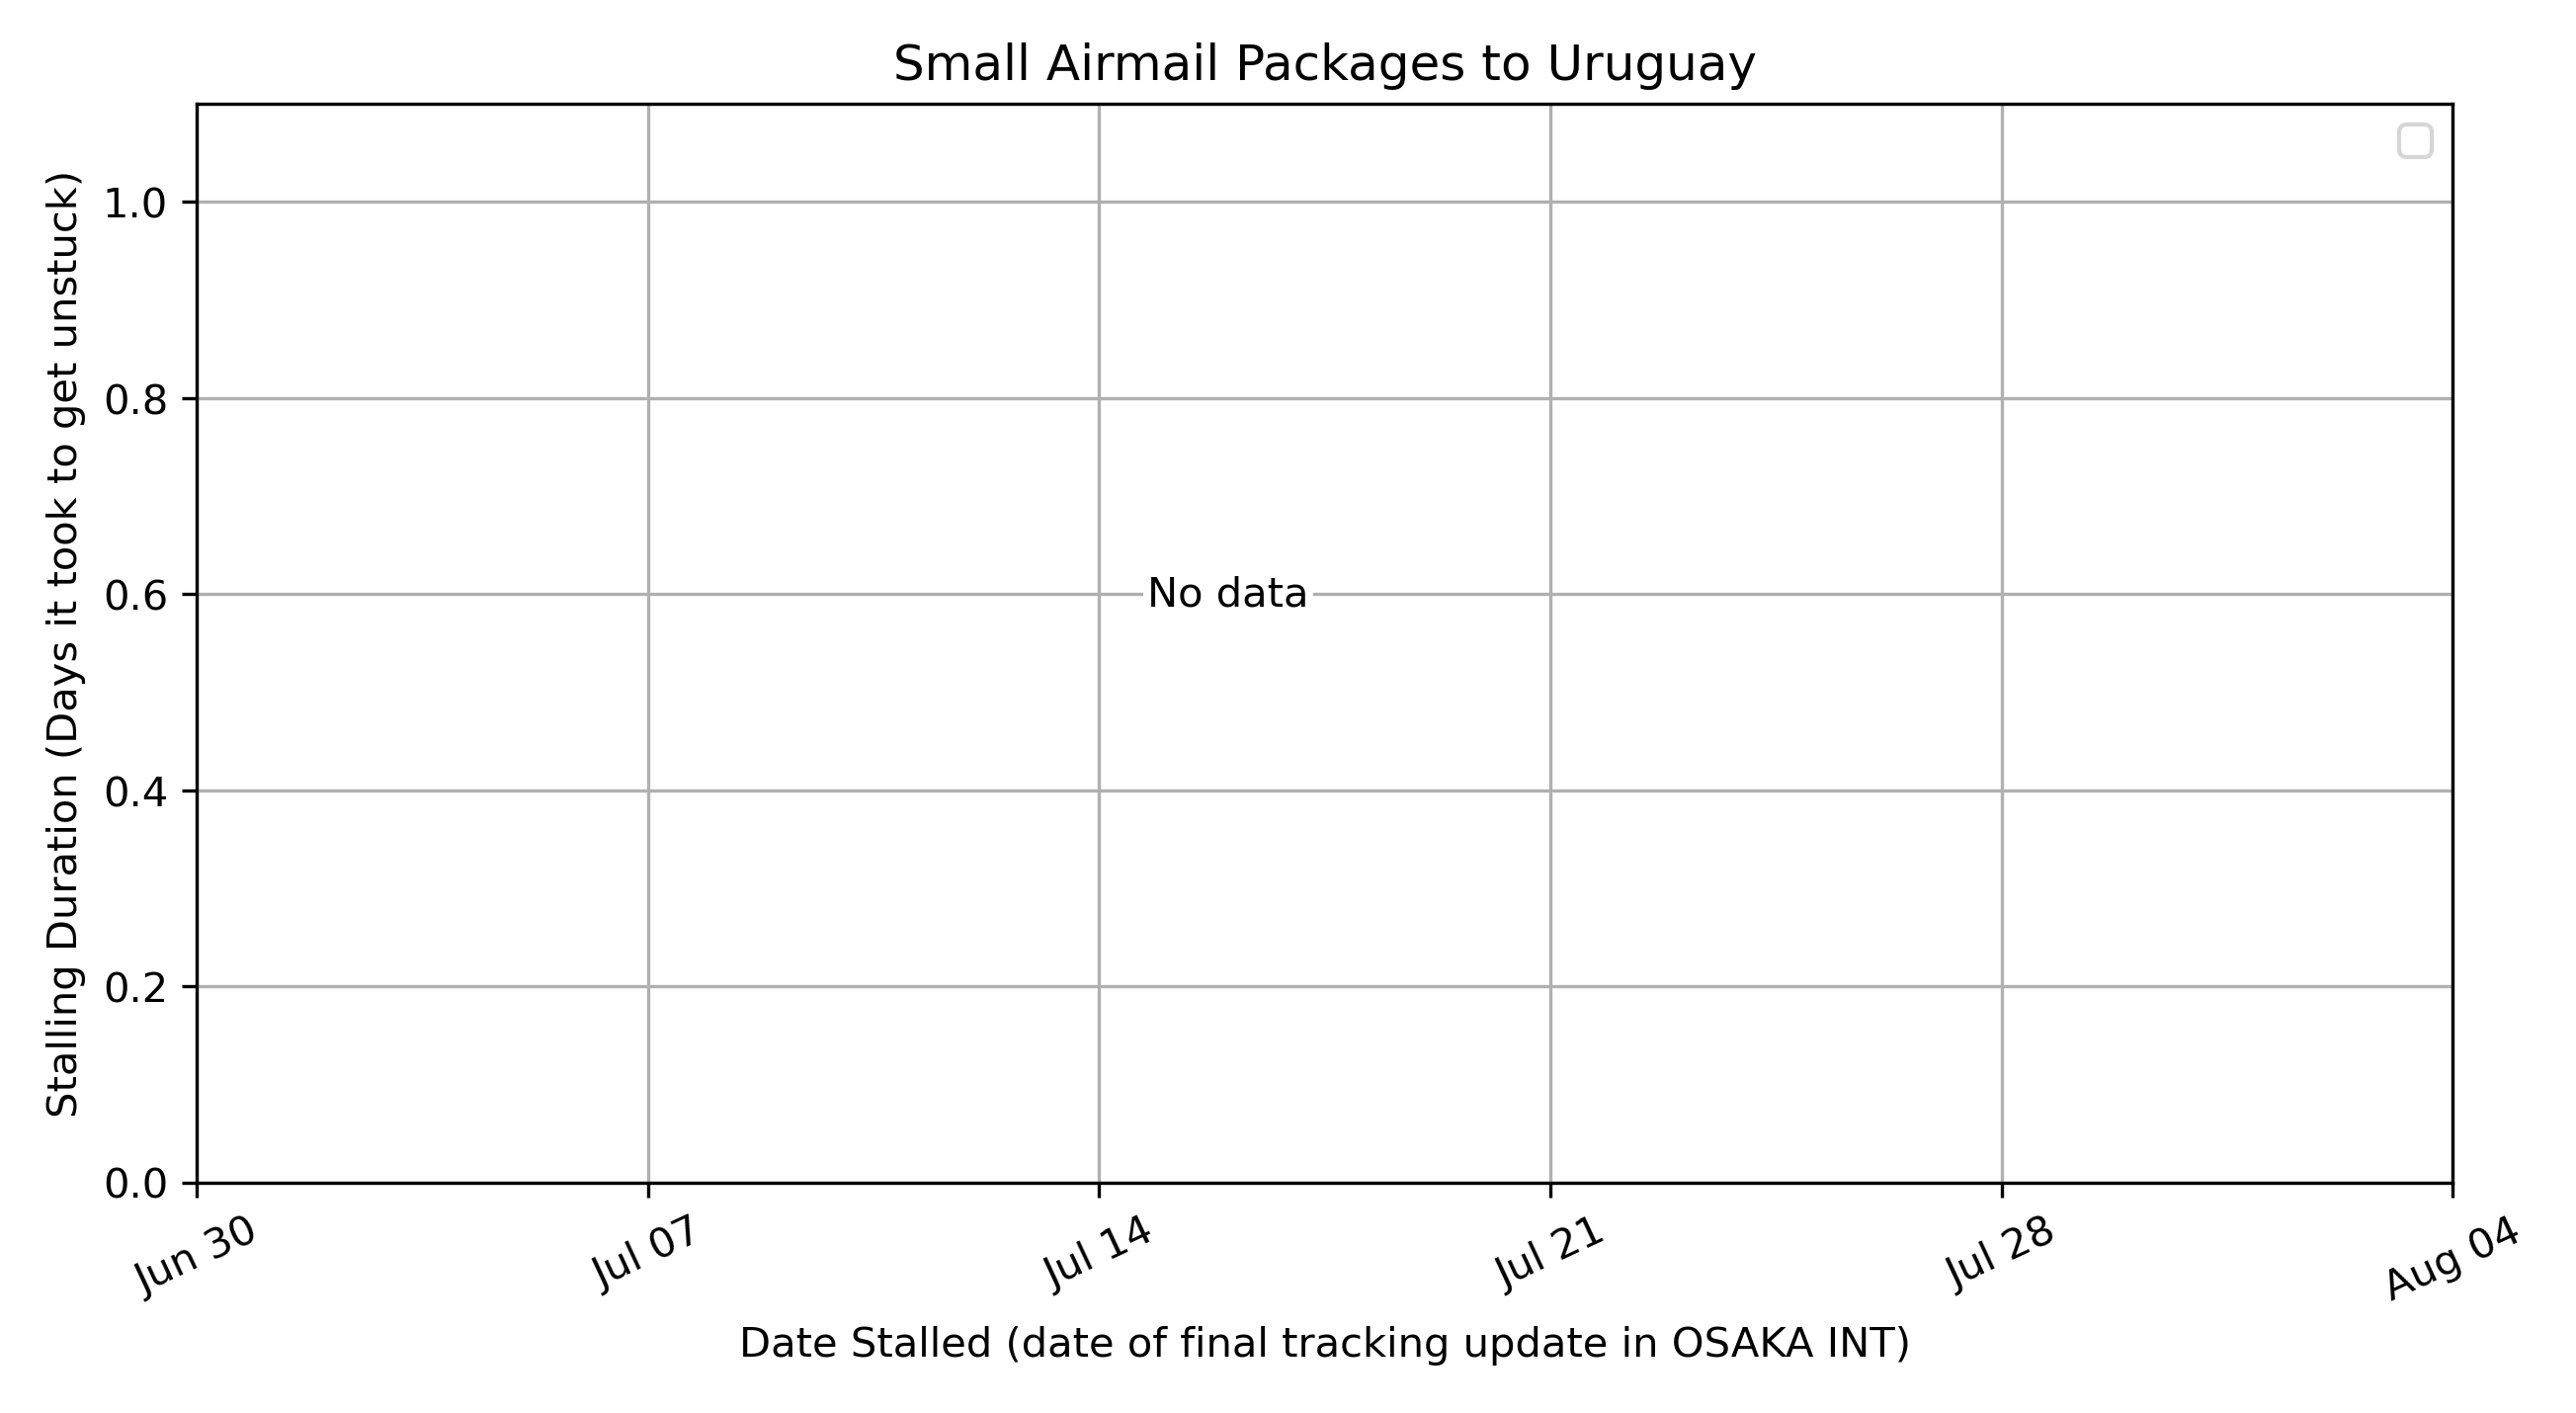 Small Airmail Packages to Uruguay
Stalling Duration (Days it took to get unstuck)
1.0
0.8
0.6
0.4
0.2
0.0
No data
Jun 30
Jul 07
Jul 14
Jul 21
Jul 28
Aug 04
Date Stalled (date of final tracking update in OSAKA INT)